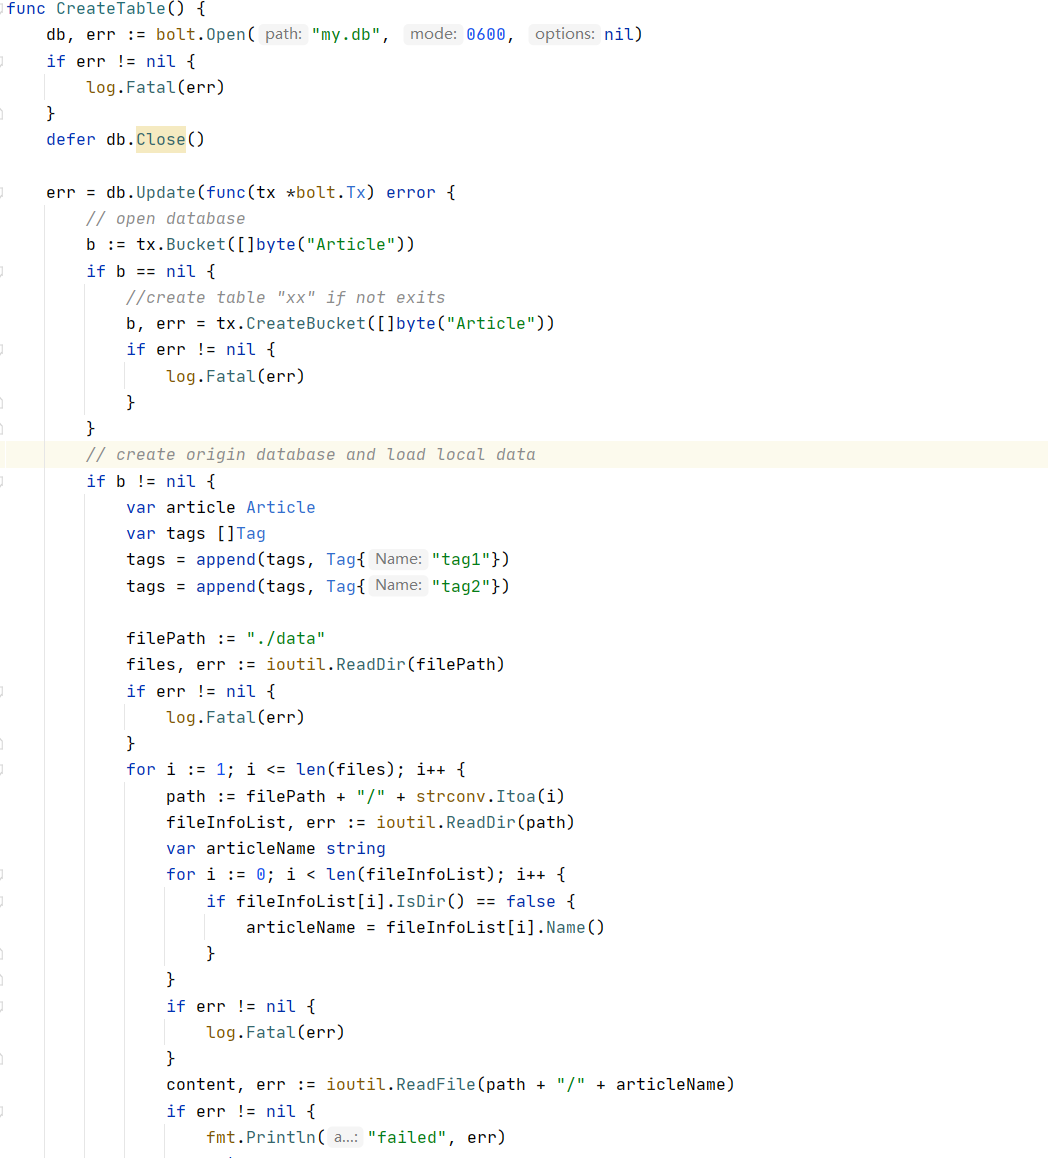 func CreateTable() {
db, err := bolt.Open( path: "my.db", mode: 0600, options: nil)
if err != nil {
log.Fatal(err)
}
defer db.Close()
err = db.Update(func(tx *bolt.Tx) error {
// open database
b := tx.Bucket([]byte("Article"))
if b == nil {
//create table "xx" if not exits
b, err = tx.CreateBucket([]byte("Article"))
if err != nil {
log.Fatal(err)
}
}
// create origin database and load local data
if b != nil {
var article Article
var tags []Tag
tags = append(tags, Tag{ Name: "tag1"})
tags = append(tags, Tag{ Name: "tag2"})
filePath := "./data"
files, err := ioutil.ReadDir(filePath)
if err != nil {
log.Fatal(err)
}
for i := 1; i <= len(files); i++ {
path := filePath + "/" + strconv.Itoa(i)
fileInfoList, err := ioutil.ReadDir(path)
var articleName string
for i := 0; i < len(fileInfoList); i++ {
if fileInfoList[i].IsDir() == false {
articleName = fileInfoList[i].Name()
}
}
if err != nil {
log.Fatal(err)
}
content, err := ioutil.ReadFile(path + "/" + articleName)
if err != nil {
fmt.Println( a...: "failed", err)